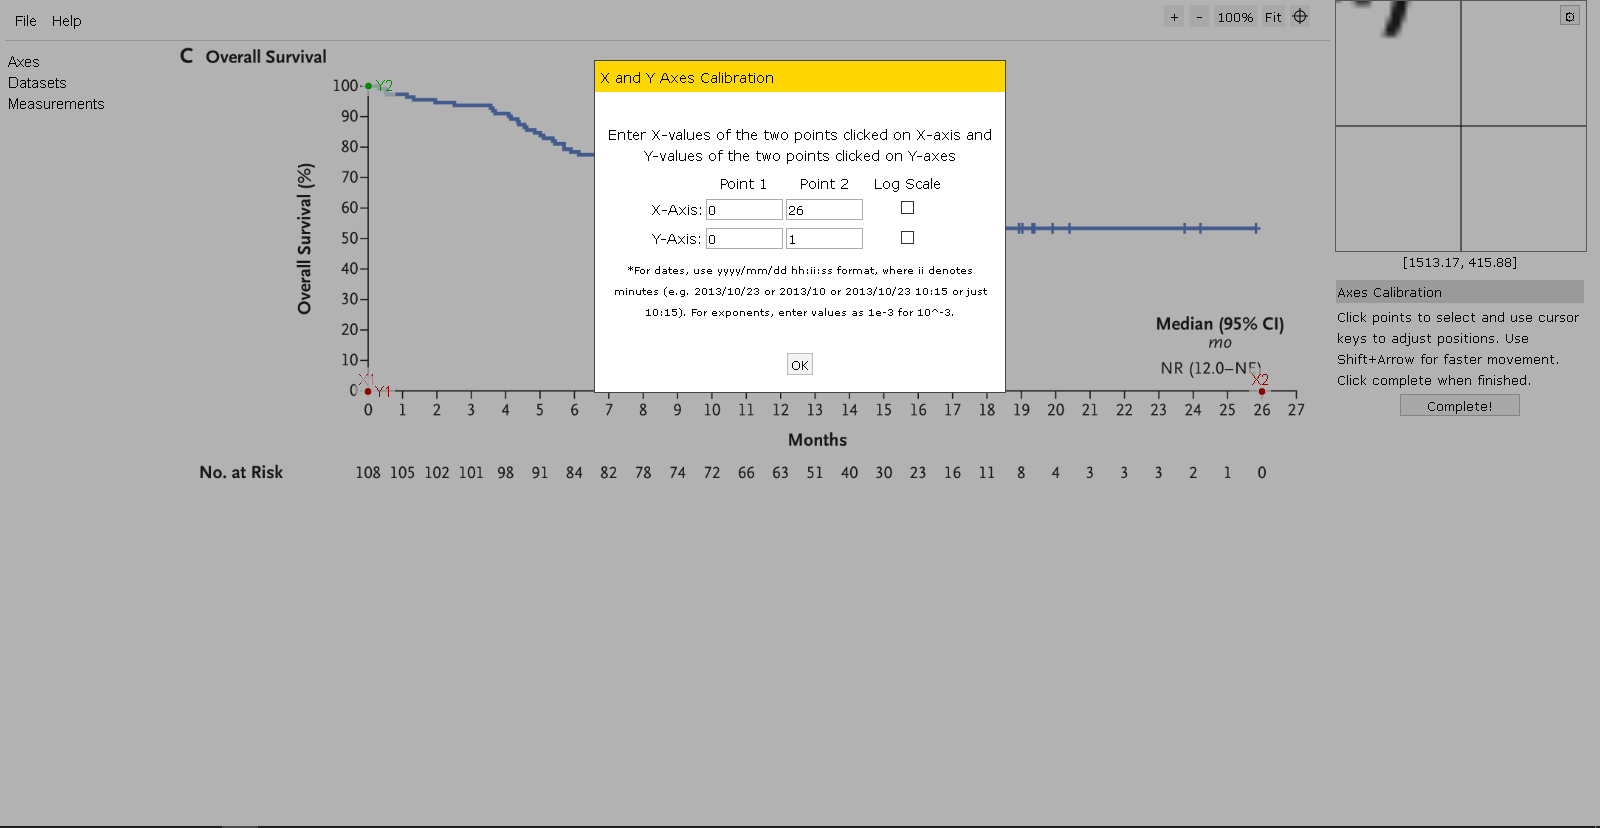 File Help
+ - 100% Fit
Axes
Datasets
Measurements
C Overall Survival
Overall Survival (%)
100
90
80
70
60
50
40
30
20
10
0
Y2
X1
Y1
X2
Median (95% CI)
mo
NR (12.0–NE)
0 1 2 3 4 5 6 7 8 9 10 11 12 13 14 15 16 17 18 19 20 21 22 23 24 25 26 27
Months
No. at Risk 108 105 102 101 98 91 84 82 78 74 72 66 63 51 40 30 23 16 11 8 4 3 3 3 2 1 0
X and Y Axes Calibration
Enter X-values of the two points clicked on X-axis and
Y-values of the two points clicked on Y-axes
Point 1 Point 2 Log Scale
X-Axis: 0 26
Y-Axis: 0 1
*For dates, use yyyy/mm/dd hh:ii:ss format, where ii denotes
minutes (e.g. 2013/10/23 or 2013/10 or 2013/10/23 10:15 or just
10:15). For exponents, enter values as 1e-3 for 10^-3.
OK
[1513.17, 415.88]
Axes Calibration
Click points to select and use cursor
keys to adjust positions. Use
Shift+Arrow for faster movement.
Click complete when finished.
Complete!